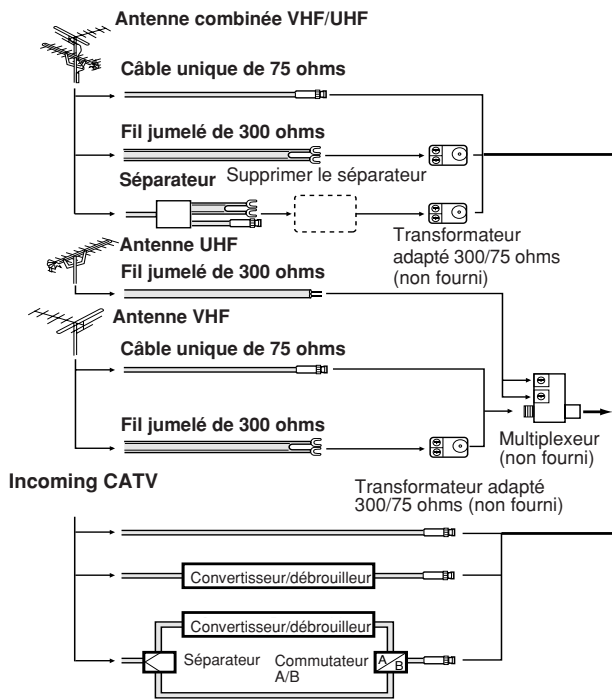 Antenne combinée VHF/UHF
Câble unique de 75 ohms
Fil jumelé de 300 ohms
Séparateur
Supprimer le séparateur
Transformateur
adapté 300/75 ohms
(non fourni)
Antenne UHF
Fil jumelé de 300 ohms
Antenne VHF
Câble unique de 75 ohms
Fil jumelé de 300 ohms
Multiplexeur
(non fourni)
Incoming CATV
Transformateur adapté
300/75 ohms (non fourni)
Convertisseur/débrouilleur
Convertisseur/débrouilleur
Séparateur
Commutateur
A/B
A
B